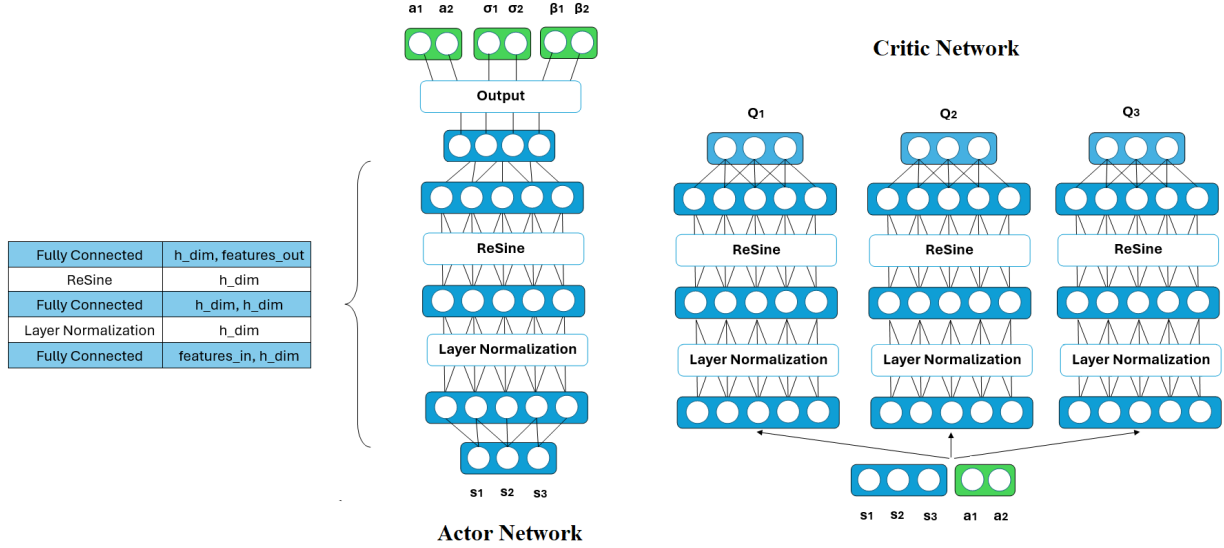 a1 a2 σ1 σ2 β1 β2
Output
ReSine
Layer Normalization
s1 s2 s3
Actor Network
Fully Connected h_dim, features_out
ReSine h_dim
Fully Connected h_dim, h_dim
Layer Normalization h_dim
Fully Connected features_in, h_dim
Critic Network
Q1 Q2 Q3
ReSine ReSine ReSine
Layer Normalization Layer Normalization Layer Normalization
s1 s2 s3 a1 a2